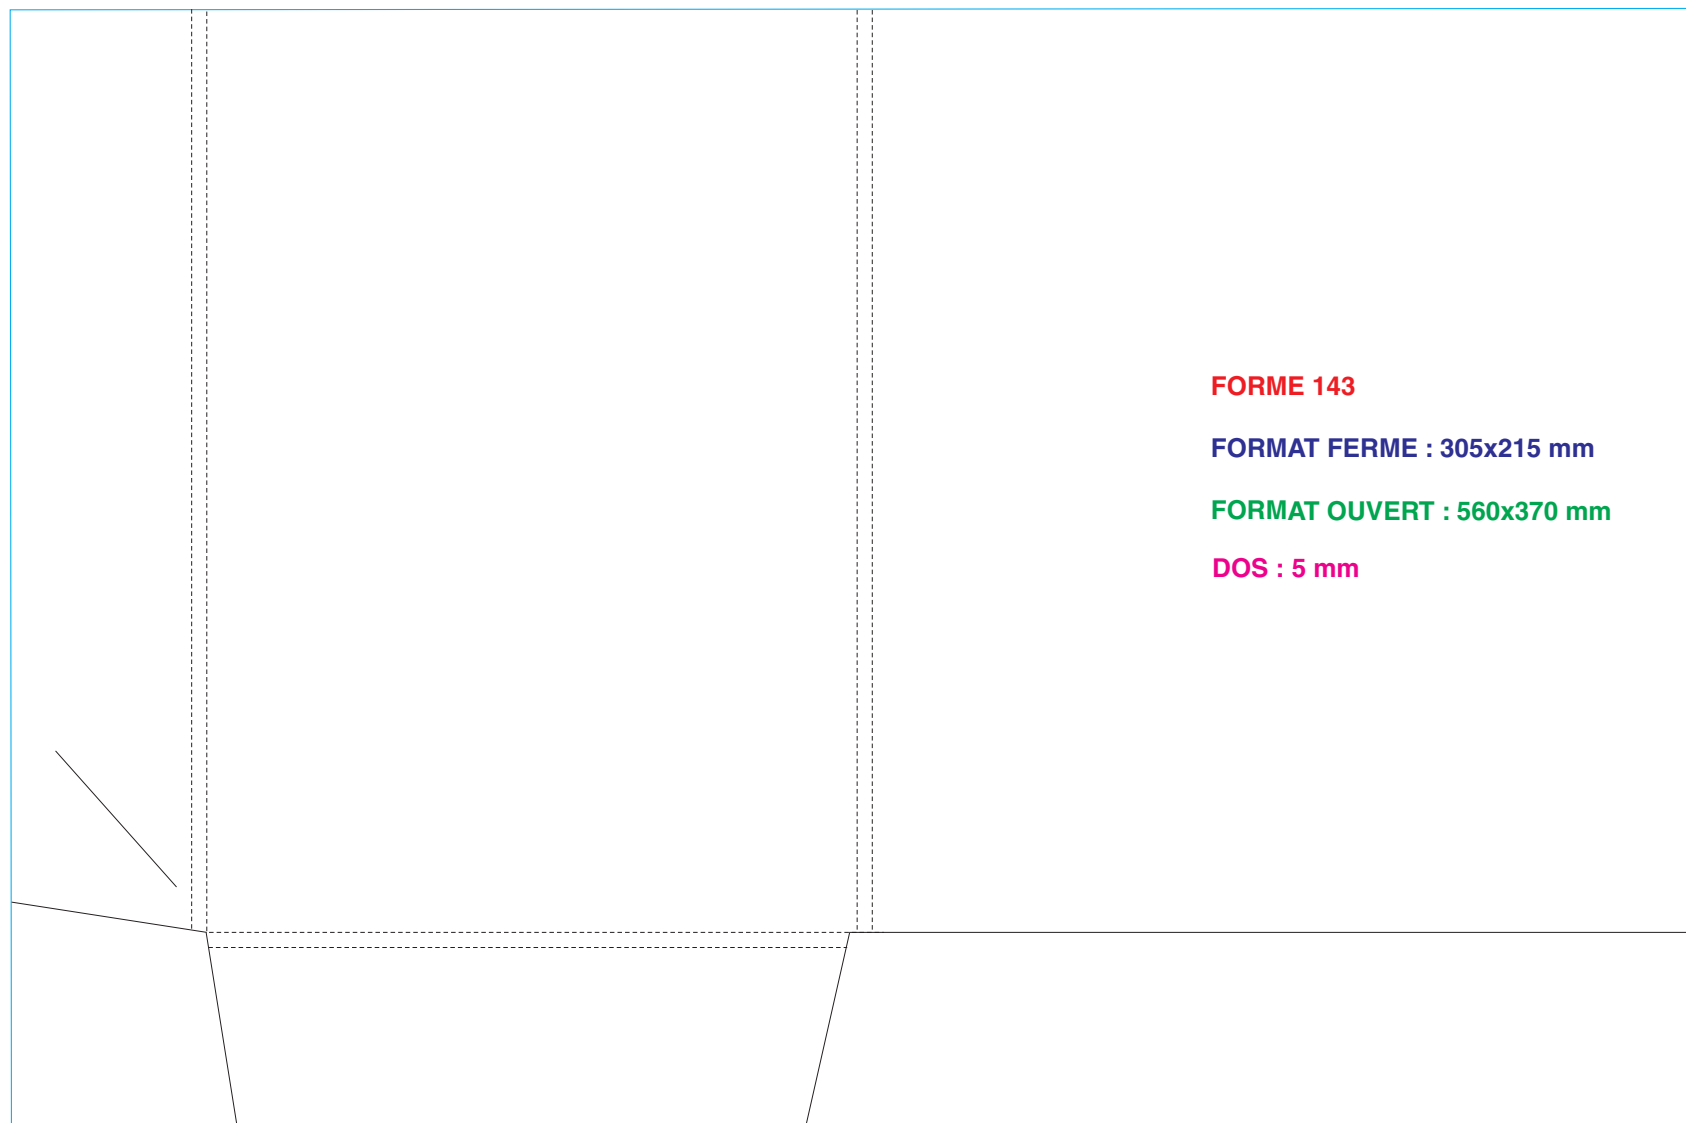 FORME 143
FORMAT FERME : 305x215 mm
FORMAT OUVERT : 560x370 mm
DOS : 5 mm